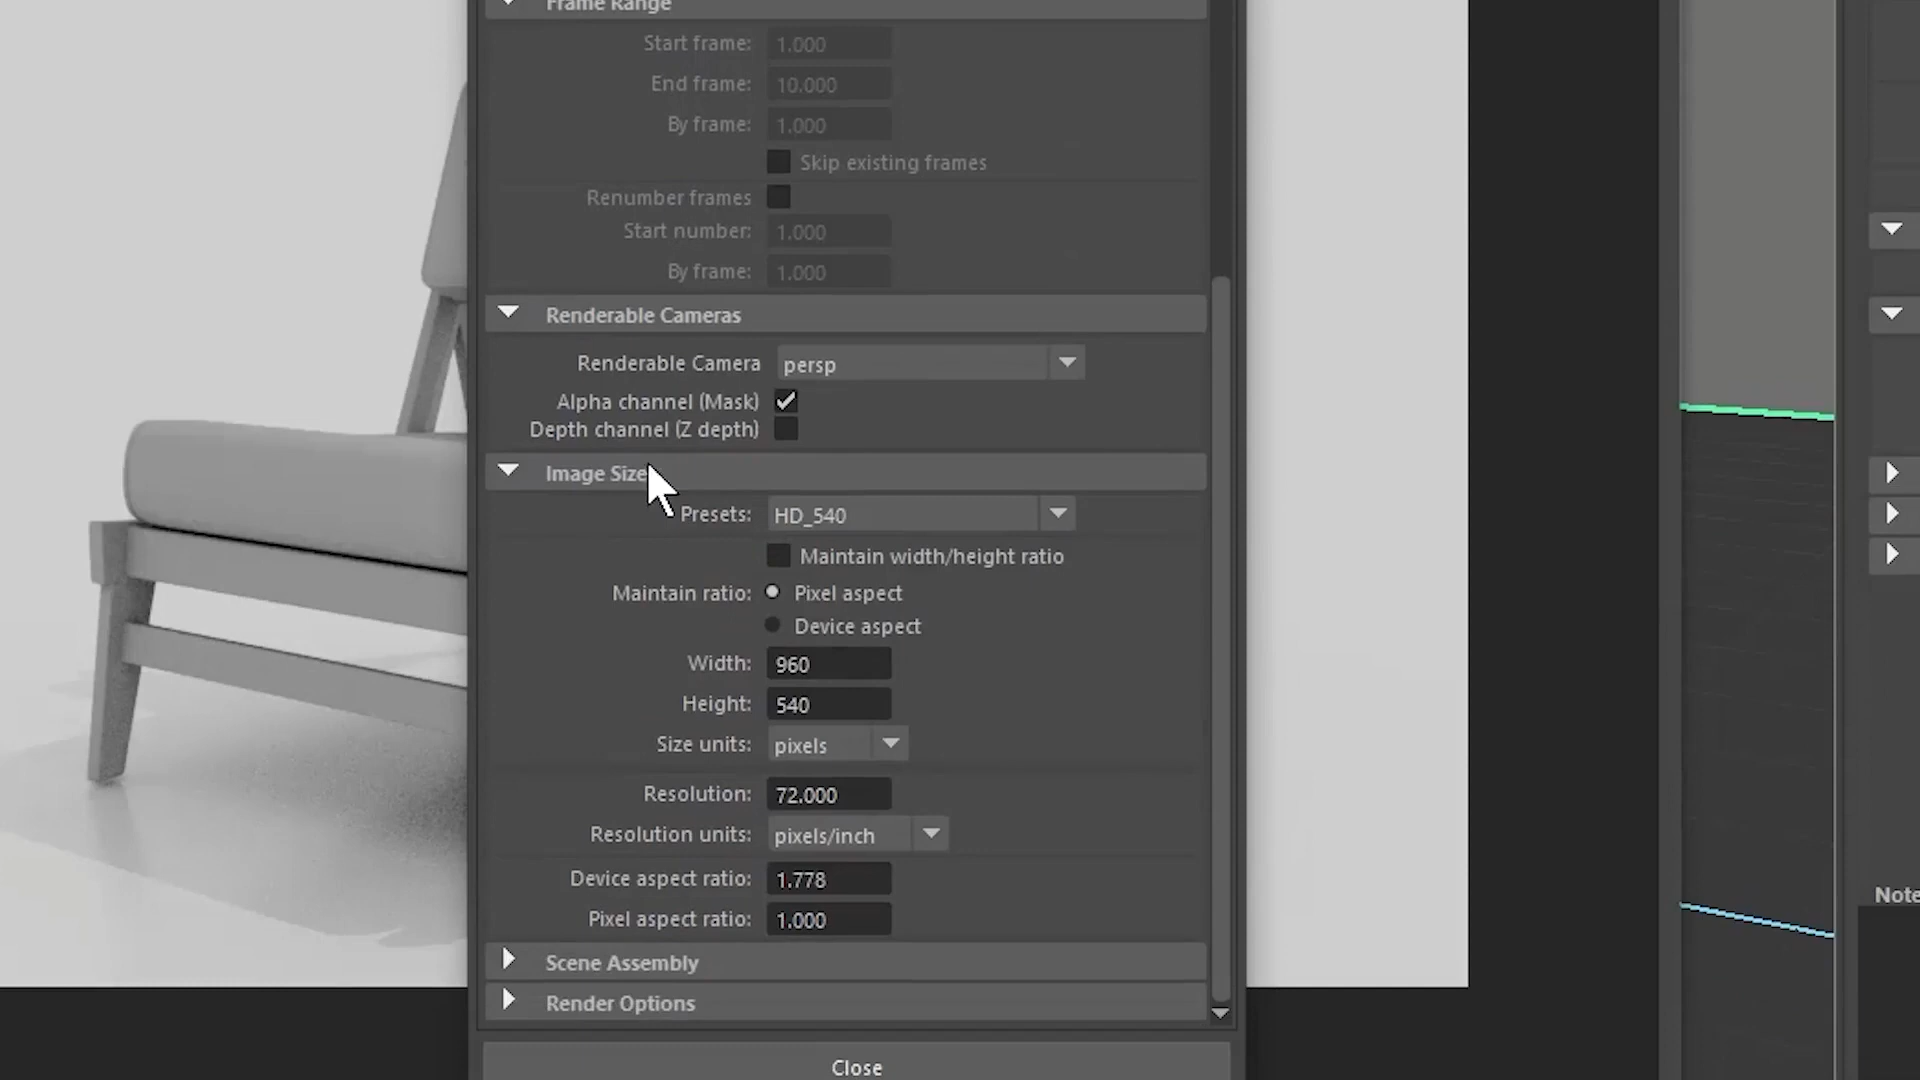 Frame Range
Start frame: 1.000
End frame: 10.000
By frame: 1.000
Skip existing frames
Renumber frames
Start number: 1.000
By frame: 1.000
Renderable Cameras
Renderable Camera persp
Alpha channel (Mask)
Depth channel (Z depth)
Image Size
Presets: HD_540
Maintain width/height ratio
Maintain ratio: Pixel aspect
Device aspect
Width: 960
Height: 540
Size units: pixels
Resolution: 72.000
Resolution units: pixels/inch
Device aspect ratio: 1.778
Pixel aspect ratio: 1.000
Scene Assembly
Render Options
Close
Note